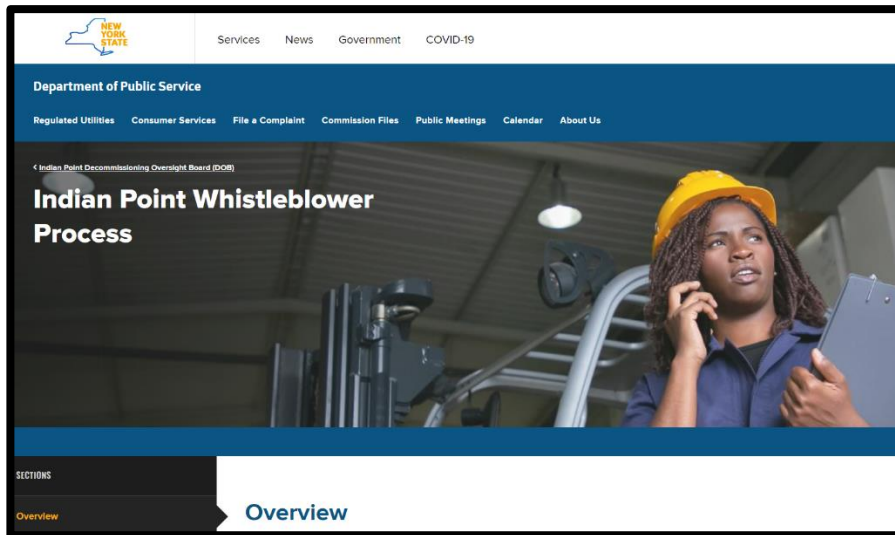 NEW
YORK
STATE
Services News Government COVID-19
Department of Public Service
Regulated Utilities Consumer Services File a Complaint Commission Files Public Meetings Calendar About Us
< Indian Point Decommissioning Oversight Board (DOB)
Indian Point Whistleblower
Process
SECTIONS
Overview
Overview